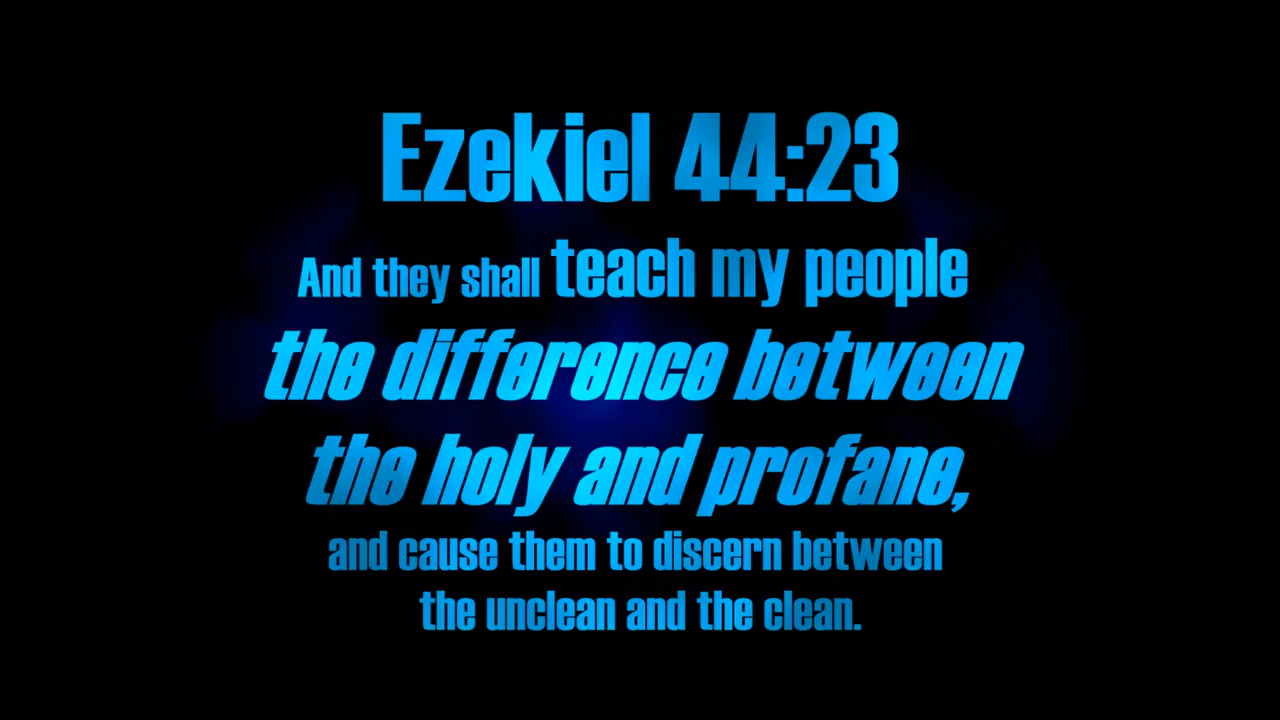 Ezekiel 44:23
And they shall teach my people
the difference between
the holy and profane,
and cause them to discern between
the unclean and the clean.